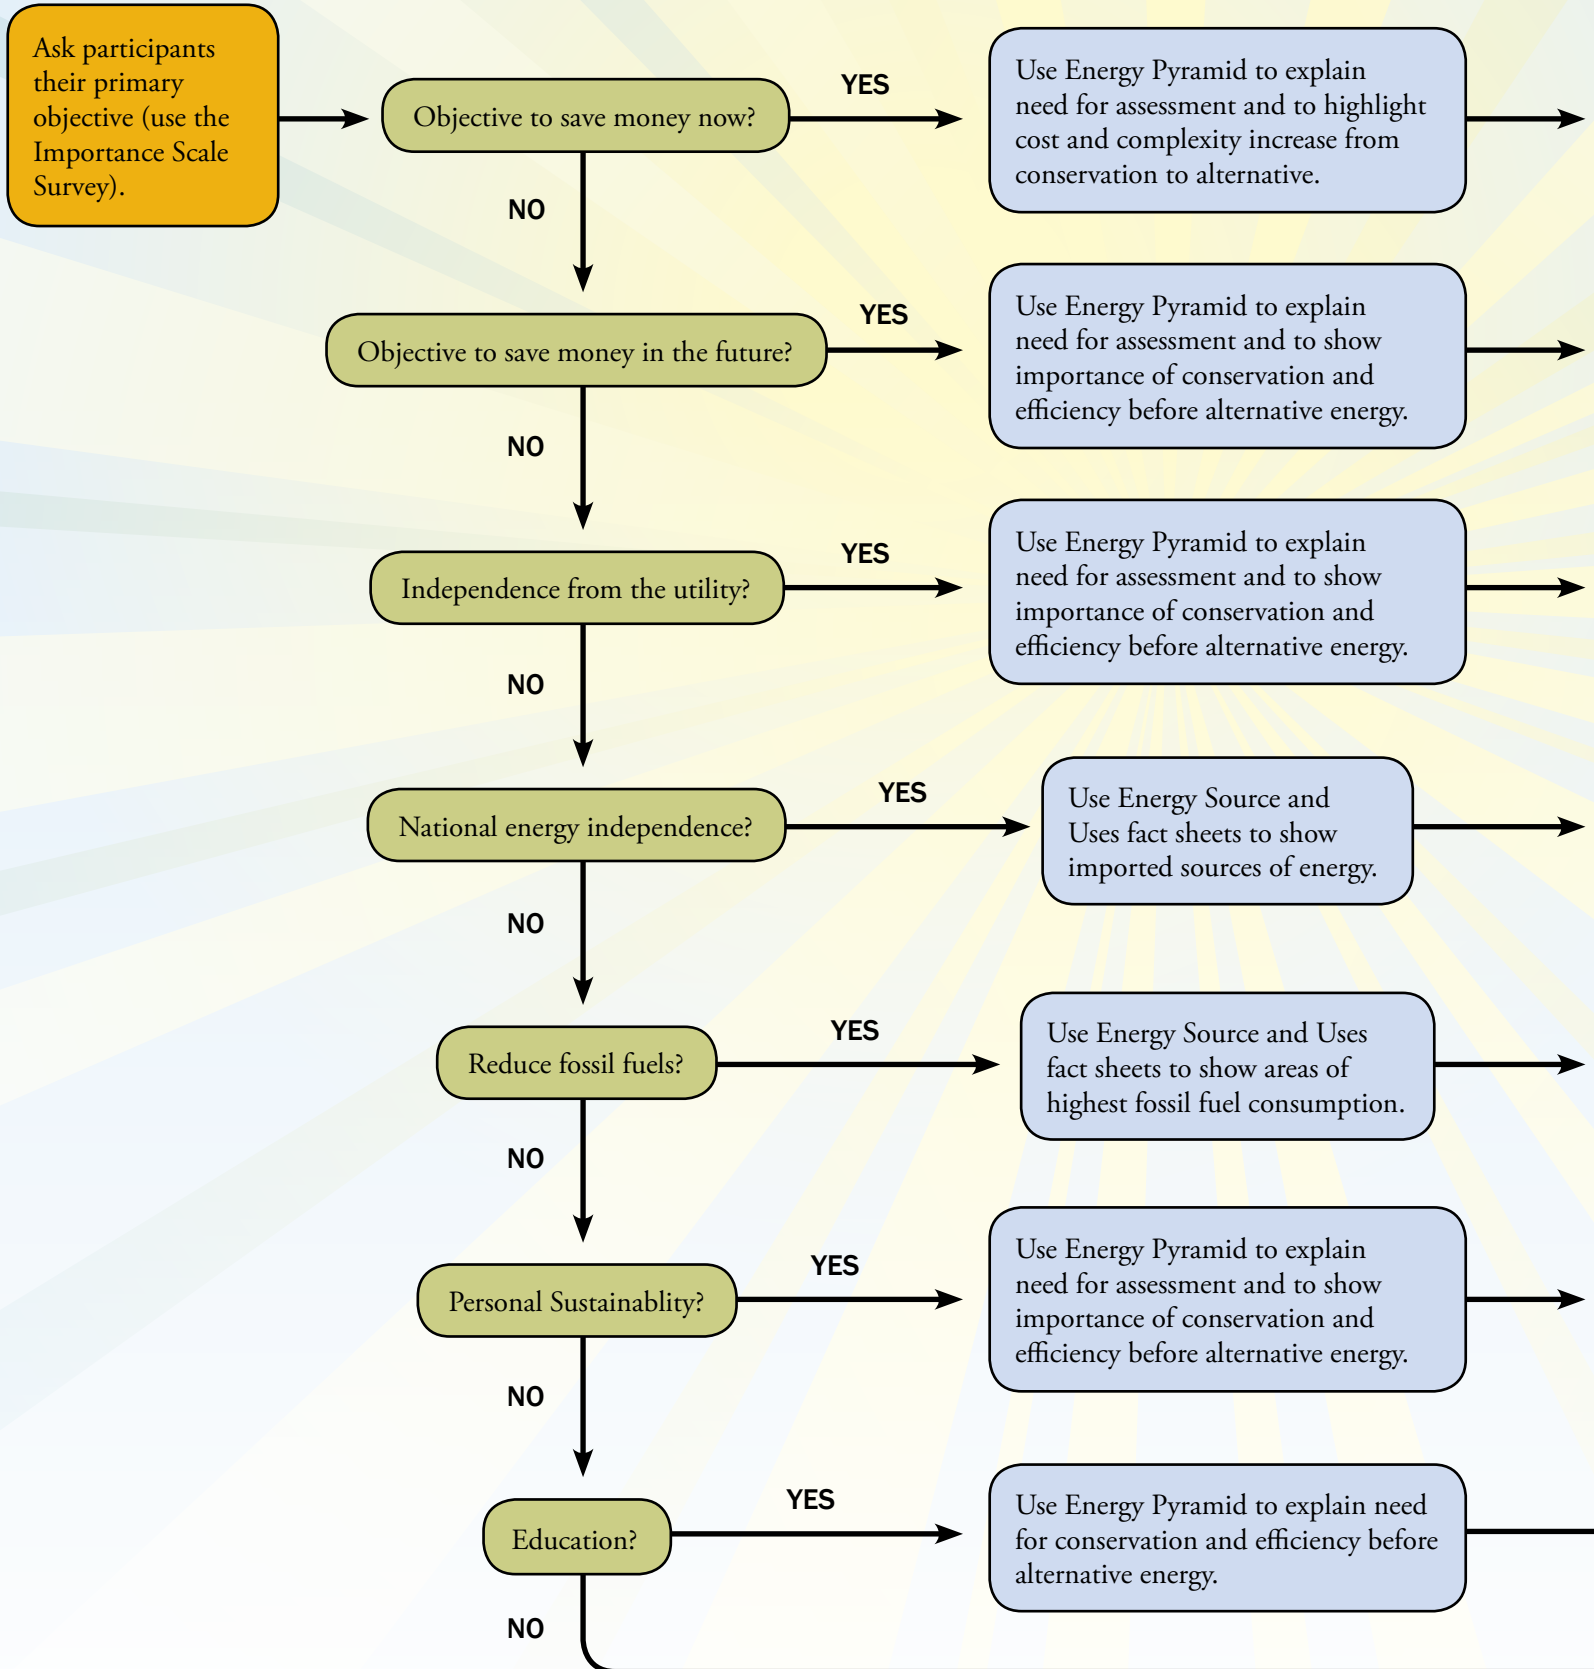 Ask participants
their primary
objective (use the
Importance Scale
Survey).
Objective to save money now?
YES
Use Energy Pyramid to explain
need for assessment and to highlight
cost and complexity increase from
conservation to alternative.
NO
Objective to save money in the future?
YES
Use Energy Pyramid to explain
need for assessment and to show
importance of conservation and
efficiency before alternative energy.
NO
Independence from the utility?
YES
Use Energy Pyramid to explain
need for assessment and to show
importance of conservation and
efficiency before alternative energy.
NO
National energy independence?
YES
Use Energy Source and
Uses fact sheets to show
imported sources of energy.
NO
Reduce fossil fuels?
YES
Use Energy Source and Uses
fact sheets to show areas of
highest fossil fuel consumption.
NO
Personal Sustainablity?
YES
Use Energy Pyramid to explain
need for assessment and to show
importance of conservation and
efficiency before alternative energy.
NO
Education?
YES
Use Energy Pyramid to explain need
for conservation and efficiency before
alternative energy.
NO